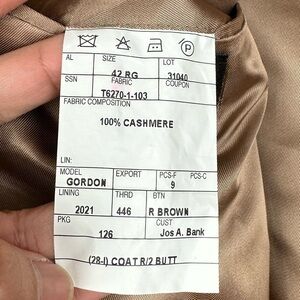 P
AL SIZE LOT
42 RG 31040
SSN FABRIC COUPON
T6270-1-103
FABRIC COMPOSITION
100% CASHMERE
LIN:
MODEL EXPORT PCS-F PCS-C
GORDON 9
LINING THRD BTN
2021 446 R BROWN
PKG CUST
126 Jos A. Bank
(28-I) COAT R/2 BUTT